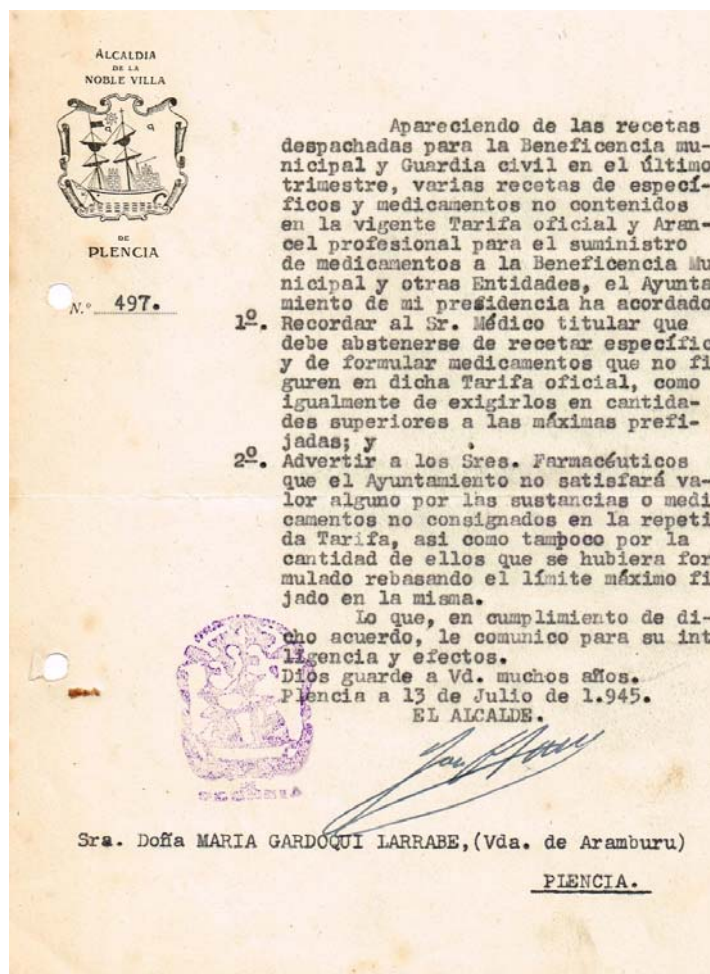 ALCALDIA
DE LA
NOBLE VILLA
DE
PLENCIA
N.º 497.
Apareciendo de las recetas
despachadas para la Beneficencia mu-
nicipal y Guardia civil en el último
trimestre, varias recetas de especí-
ficos y medicamentos no contenidos
en la vigente Tarifa oficial y Aran-
cel profesional para el suministro
de medicamentos a la Beneficencia Mu
nicipal y otras Entidades, el Ayunta
miento de mi presidencia ha acordado
1º. Recordar al Sr. Médico titular que
debe abstenerse de recetar específic
y de formular medicamentos que no fi
guren en dicha Tarifa oficial, como
igualmente de exigirlos en cantida-
des superiores a las máximas prefi-
jadas; y
2º. Advertir a los Sres. Farmacéuticos
que el Ayuntamiento no satisfará va-
lor alguno por las sustancias o medi
camentos no consignados en la repeti
da Tarifa, asi como tampoco por la
cantidad de ellos que se hubiera for
mulado rebasando el límite máximo fi
jado en la misma.
Lo que, en cumplimiento de di-
cho acuerdo, le comunico para su int
ligencia y efectos.
Dios guarde a Vd. muchos años.
Plencia a 13 de Julio de 1.945.
EL ALCALDE.
Sra. Doña MARIA GARDOQUI LARRABE,(Vda. de Aramburu)
PLENCIA.